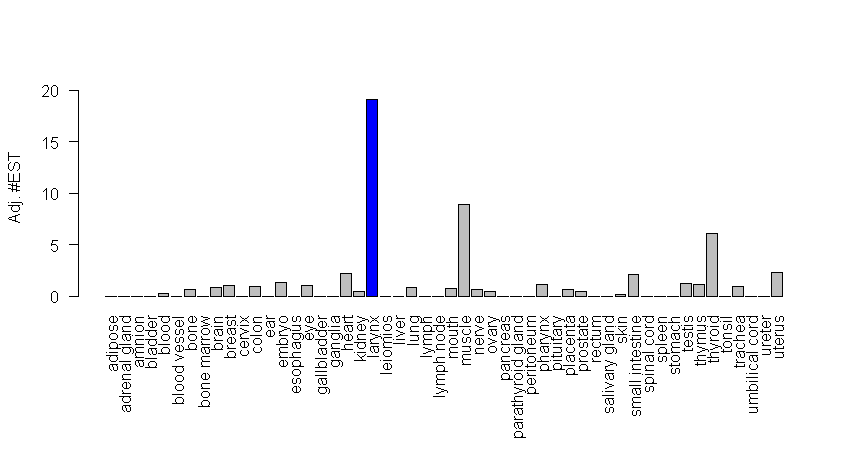 Adj. #EST
20
15
10
5
0
adipose
adrenal gland
amnion
bladder
blood
blood vessel
bone
bone marrow
brain
breast
cervix
colon
ear
embryo
esophagus
eye
gallbladder
ganglia
heart
kidney
larynx
leiomios
liver
lung
lymph
lymph node
mouth
muscle
nerve
ovary
pancreas
parathyroid gland
peritoneum
pharynx
pituitary
placenta
prostate
rectum
salivary gland
skin
small intestine
spinal cord
spleen
stomach
testis
thymus
thyroid
tonsil
trachea
umbilical cord
ureter
uterus